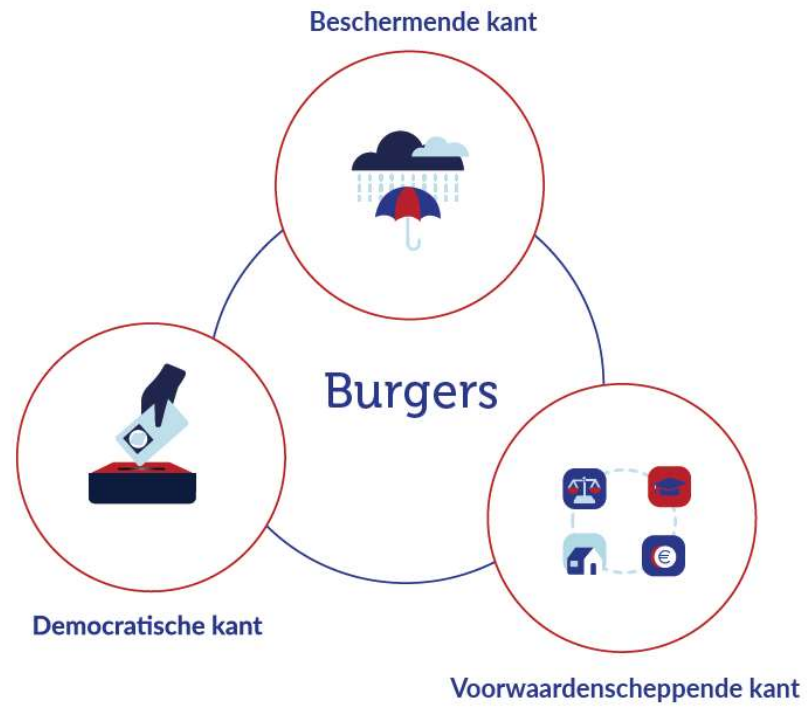 Beschermende kant
Burgers
Democratische kant
Voorwaardenscheppende kant